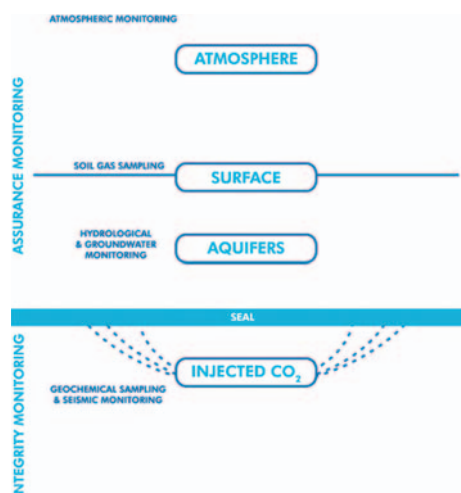 ATMOSPHERIC MONITORING
ATMOSPHERE
ASSURANCE MONITORING
SOIL GAS SAMPLING
SURFACE
HYDROLOGICAL
& GROUNDWATER
MONITORING
AQUIFERS
SEAL
INJECTED CO₂
GEOCHEMICAL SAMPLING
& SEISMIC MONITORING
NTEGRITY MONITORING